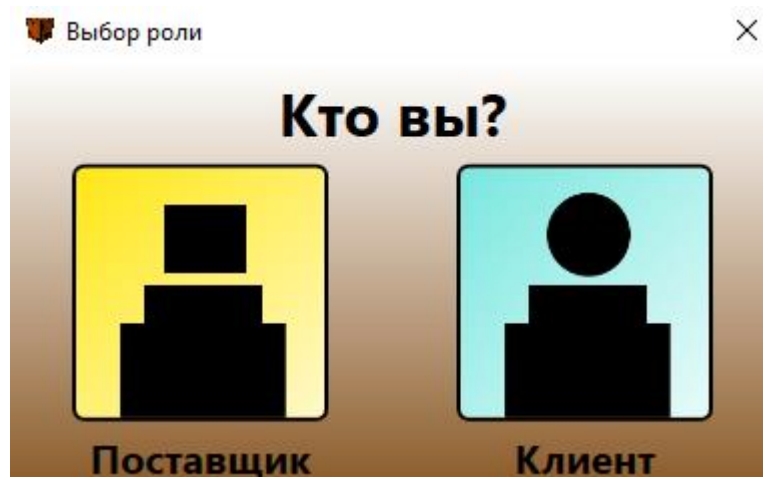 Выбор роли
Кто вы?
Поставщик
Клиент